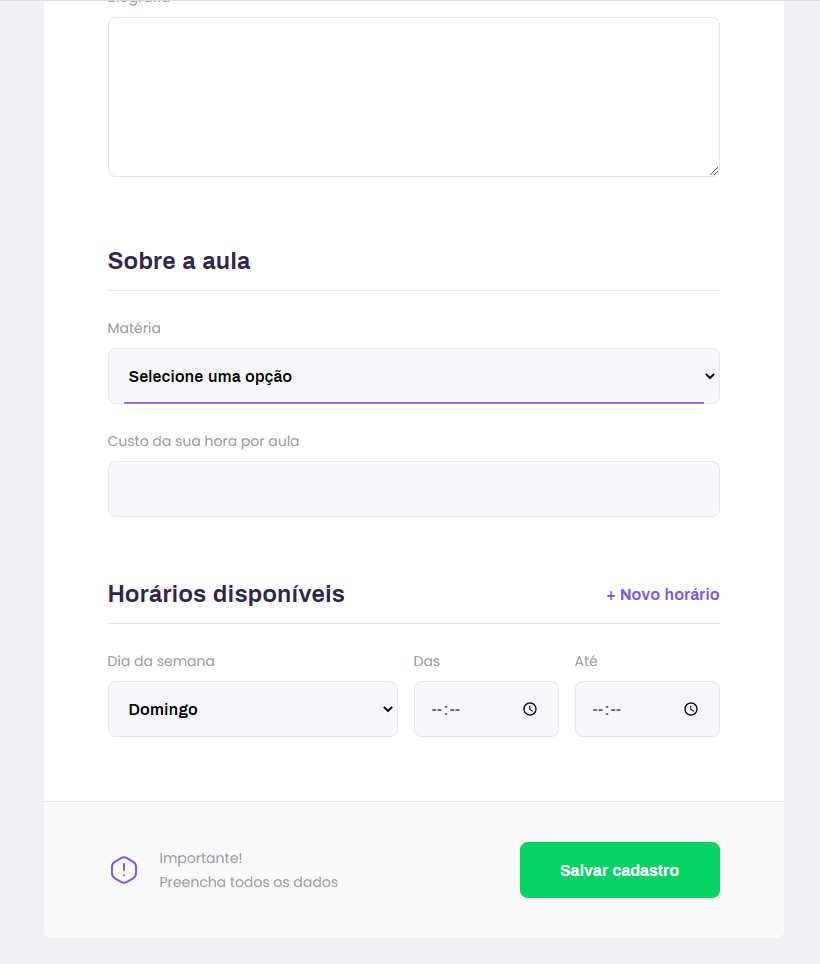 Sobre a aula
Matéria
Selecione uma opção
Custo da sua hora por aula
Horários disponíveis
+ Novo horário
Dia da semana
Das
Até
Domingo
--:--
--:--
Importante!
Preencha todos os dados
Salvar cadastro